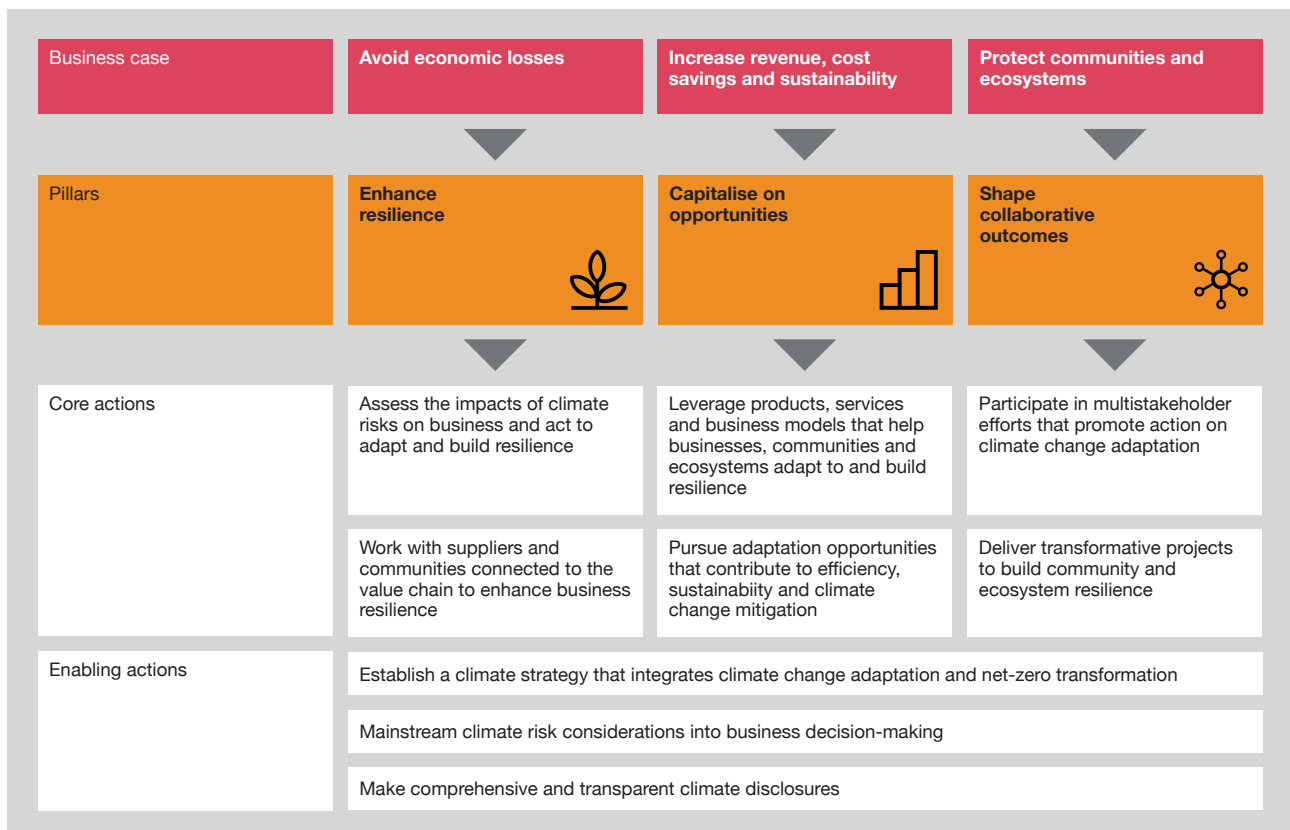 Business case
Avoid economic losses
Increase revenue, cost
savings and sustainability
Protect communities and
ecosystems
Pillars
Enhance
resilience
Capitalise on
opportunities
Shape
collaborative
outcomes
Core actions
Assess the impacts of climate
risks on business and act to
adapt and build resilience
Leverage products, services
and business models that help
businesses, communities and
ecosystems adapt to and build
resilience
Participate in multistakeholder
efforts that promote action on
climate change adaptation
Work with suppliers and
communities connected to the
value chain to enhance business
resilience
Pursue adaptation opportunities
that contribute to efficiency,
sustainabiity and climate
change mitigation
Deliver transformative projects
to build community and
ecosystem resilience
Enabling actions
Establish a climate strategy that integrates climate change adaptation and net-zero transformation
Mainstream climate risk considerations into business decision-making
Make comprehensive and transparent climate disclosures